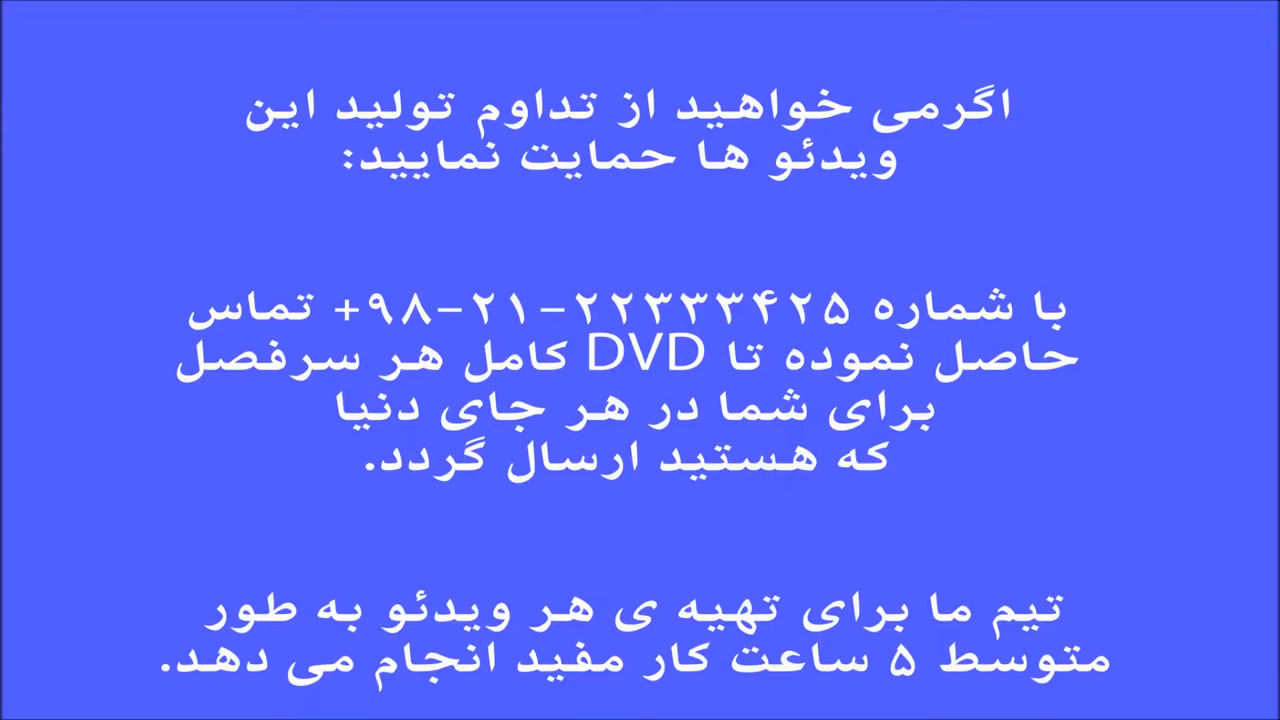 اگرمی خواهید از تداوم تولید این
ویدئو ها حمایت نمایید:
با شماره ۲۲۳۳۳۴۲۵-۲۱-۹۸+ تماس
حاصل نموده تا DVD کامل هر سرفصل
برای شما در هر جای دنیا
که هستید ارسال گردد.
تیم ما برای تهیه ی هر ویدئو به طور
متوسط ۵ ساعت کار مفید انجام می دهد.